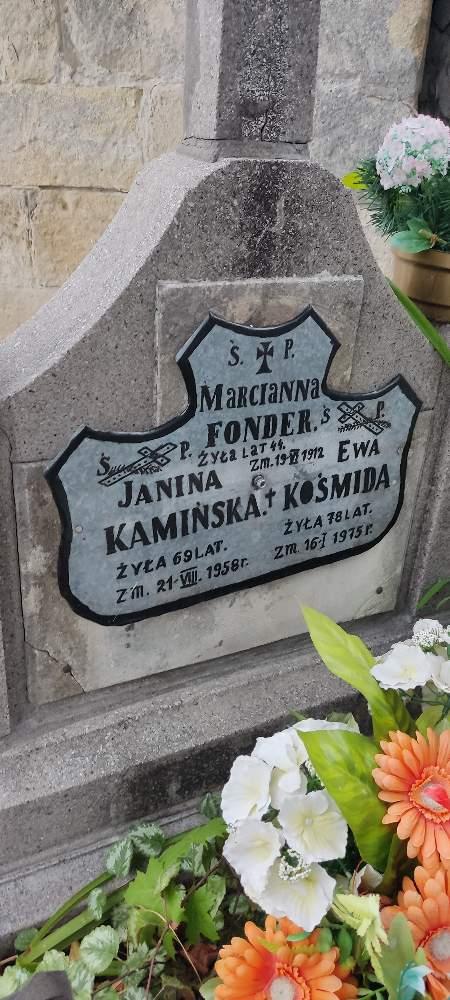 Ś. P.
MARCIANNA
FONDER.
ŻYŁA LAT 44.
ZM. 19 1912
Ś P.
JANINA
KAMIŃSKA.
ŻYŁA 69 LAT.
ZM. 21-VIII.1958r.
Ś P.
EWA
KOŚMIDA
ŻYŁA 78 LAT.
ZM. 16-I 1975r.